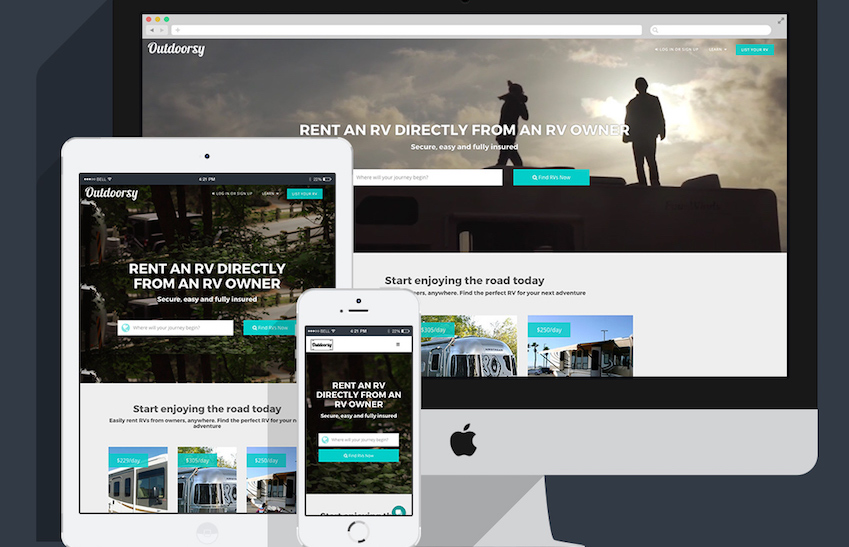 Outdoorsy
LOG IN OR SIGN UP LEARN LIST YOUR RV
RENT AN RV DIRECTLY FROM AN RV OWNER
Secure, easy and fully insured
Where will your journey begin? Find RVs Now
Start enjoying the road today
owners, anywhere. Find the perfect RV for your next adventure
$305/day $250/day
BELL 4:21 PM 22%
Outdoorsy
LOG IN OR SIGN UP LEARN LIST YOUR RV
RENT AN RV DIRECTLY
FROM AN RV OWNER
Secure, easy and fully insured
Where will your journey begin? Find RVs Now
Start enjoying the road today
Easily rent RVs from owners, anywhere. Find the perfect RV for your n
adventure
$229/day $305/day $250/day
BELL 4:21 PM 22%
Outdoorsy
RENT AN RV
DIRECTLY FROM AN
RV OWNER
Secure, easy and fully insured
Where will your journey begin?
Find RVs Now
Start enjoying th